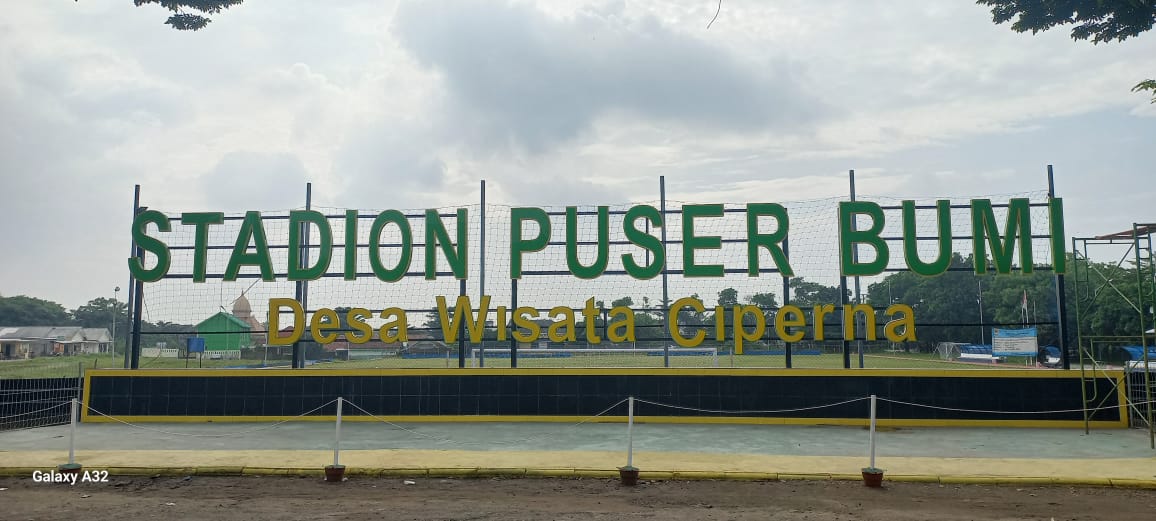 STADION PUSER BUMI
Desa Wisata Ciperna
Galaxy A32